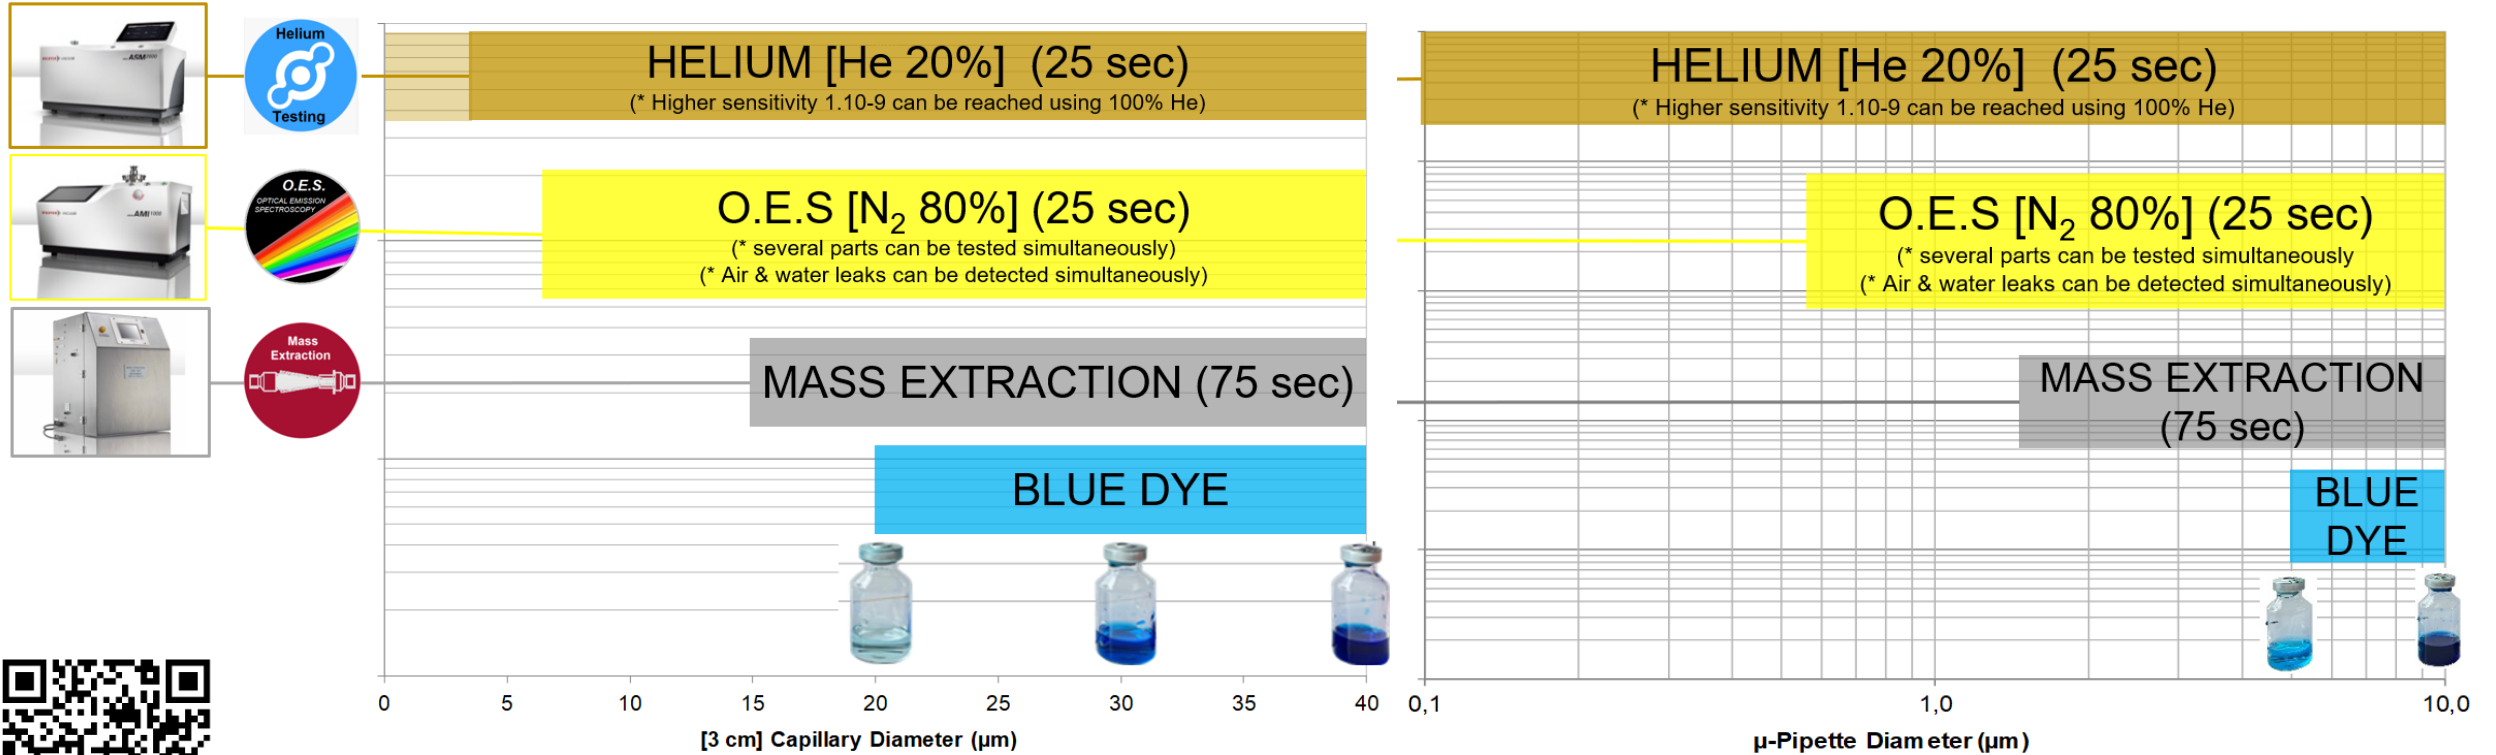 Helium
Testing
HELIUM [He 20%]  (25 sec)
(* Higher sensitivity 1.10-9 can be reached using 100% He)
HELIUM [He 20%]  (25 sec)
(* Higher sensitivity 1.10-9 can be reached using 100% He)
O.E.S.
OPTICAL EMISSION
SPECTROSCOPY
O.E.S [N₂ 80%] (25 sec)
(* several parts can be tested simultaneously)
(* Air & water leaks can be detected simultaneously)
O.E.S [N₂ 80%] (25 sec)
(* several parts can be tested simultaneously
(* Air & water leaks can be detected simultaneously)
Mass
Extraction
MASS EXTRACTION (75 sec)
MASS EXTRACTION
(75 sec)
BLUE DYE
BLUE
DYE
0 5 10 15 20 25 30 35 40
[3 cm] Capillary Diameter (µm)
0,1 1,0 10,0
µ-Pipette Diameter (µm)